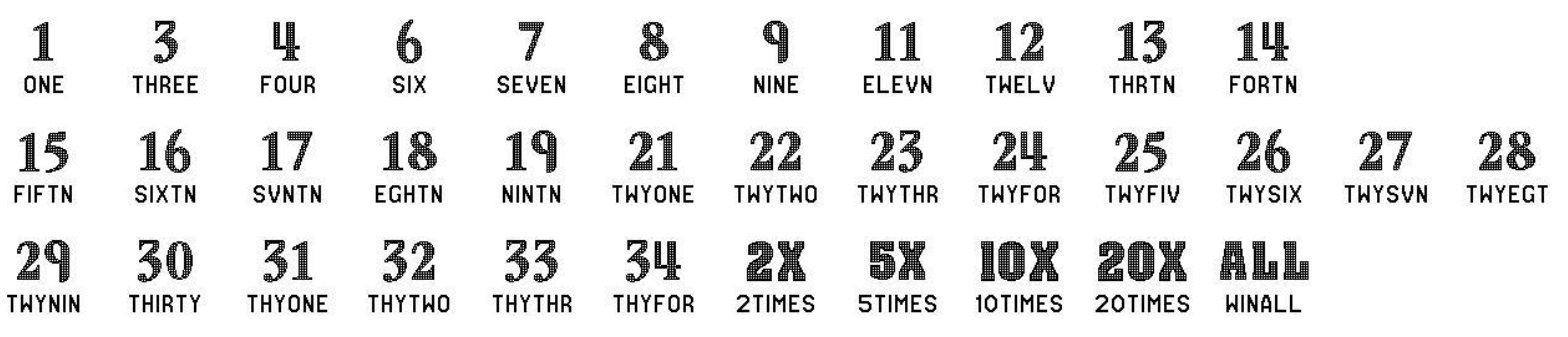 1 3 4 6 7 8 9 11 12 13 14
ONE THREE FOUR SIX SEVEN EIGHT NINE ELEVN TWELV THRTN FORTN
15 16 17 18 19 21 22 23 24 25 26 27 28
FIFTN SIXTN SVNTN EGHTN NINTN TWYONE TWYTWO TWYTHR TWYFOR TWYFIV TWYSIX TWYSVN TWYEGT
29 30 31 32 33 34 2X 5X 10X 20X ALL
TWYNIN THIRTY THYONE THYTWO THYTHR THYFOR 2TIMES 5TIMES 10TIMES 20TIMES WINALL